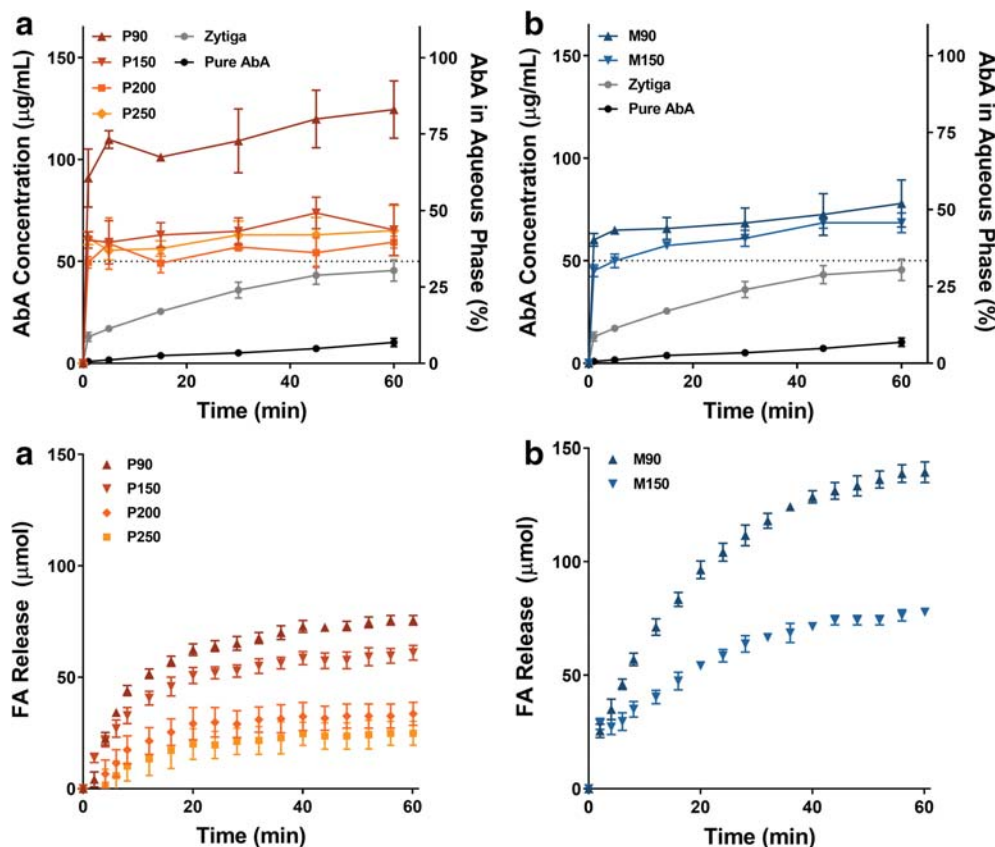 a
P90
P150
P200
P250
Zytiga
Pure AbA
150
100
50
0
100
75
50
25
0
AbA Concentration (μg/mL)
AbA in Aqueous Phase (%)
0 20 40 60
Time (min)
b
M90
M150
Zytiga
Pure AbA
150
100
50
0
100
75
50
25
0
AbA Concentration (μg/mL)
AbA in Aqueous Phase (%)
0 20 40 60
Time (min)
a
P90
P150
P200
P250
150
100
50
0
FA Release (μmol)
0 20 40 60
Time (min)
b
M90
M150
150
100
50
0
FA Release (μmol)
0 20 40 60
Time (min)